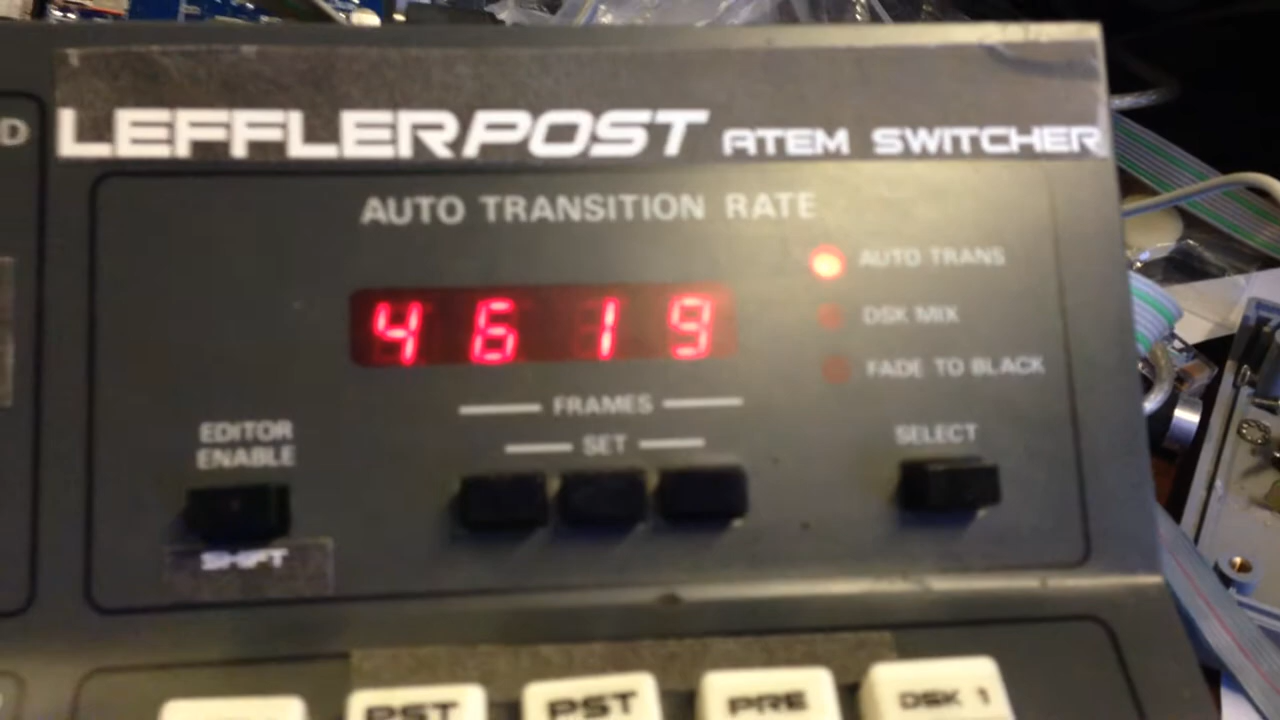 D
LEFFLERPOST ATEM SWITCHER
AUTO TRANSITION RATE
AUTO TRANS
4619
DSK MIX
FADE TO BLACK
FRAMES
EDITOR
ENABLE
SET
SELECT
SHIFT
PST
PST
PRE
DSK 1